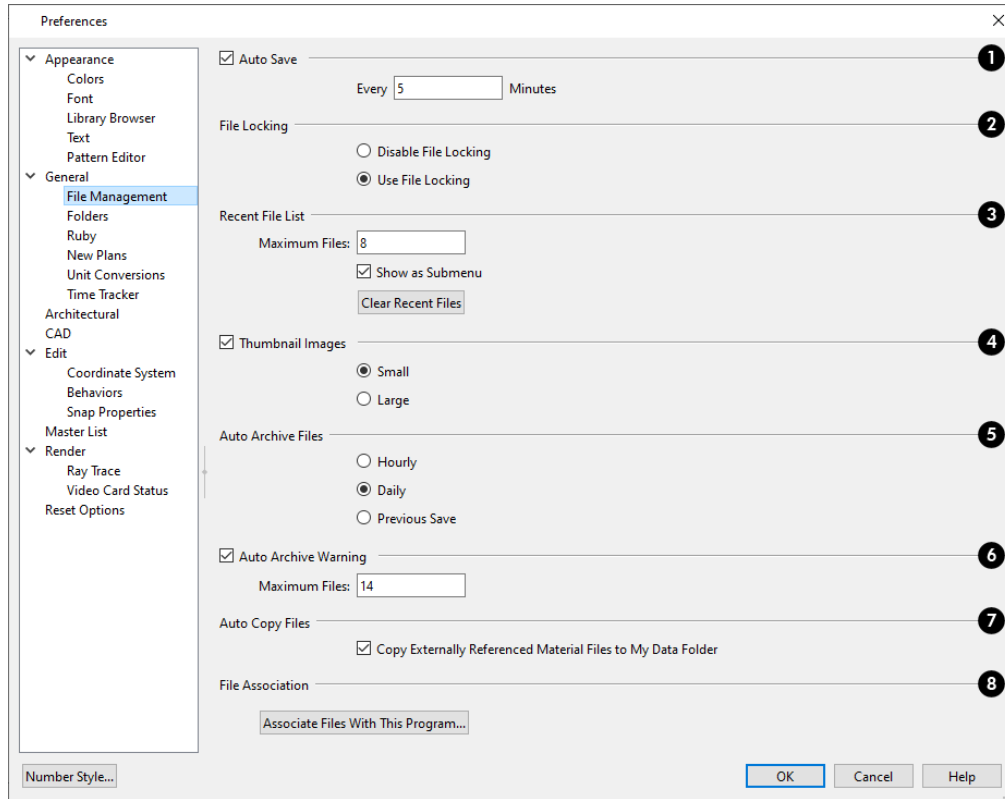 Preferences
Appearance
Colors
Font
Library Browser
Text
Pattern Editor
General
File Management
Folders
Ruby
New Plans
Unit Conversions
Time Tracker
Architectural
CAD
Edit
Coordinate System
Behaviors
Snap Properties
Master List
Render
Ray Trace
Video Card Status
Reset Options
Auto Save 1
Every 5 Minutes
File Locking 2
Disable File Locking
Use File Locking
Recent File List 3
Maximum Files: 8
Show as Submenu
Clear Recent Files
Thumbnail Images 4
Small
Large
Auto Archive Files 5
Hourly
Daily
Previous Save
Auto Archive Warning 6
Maximum Files: 14
Auto Copy Files 7
Copy Externally Referenced Material Files to My Data Folder
File Association 8
Associate Files With This Program...
Number Style... OK Cancel Help